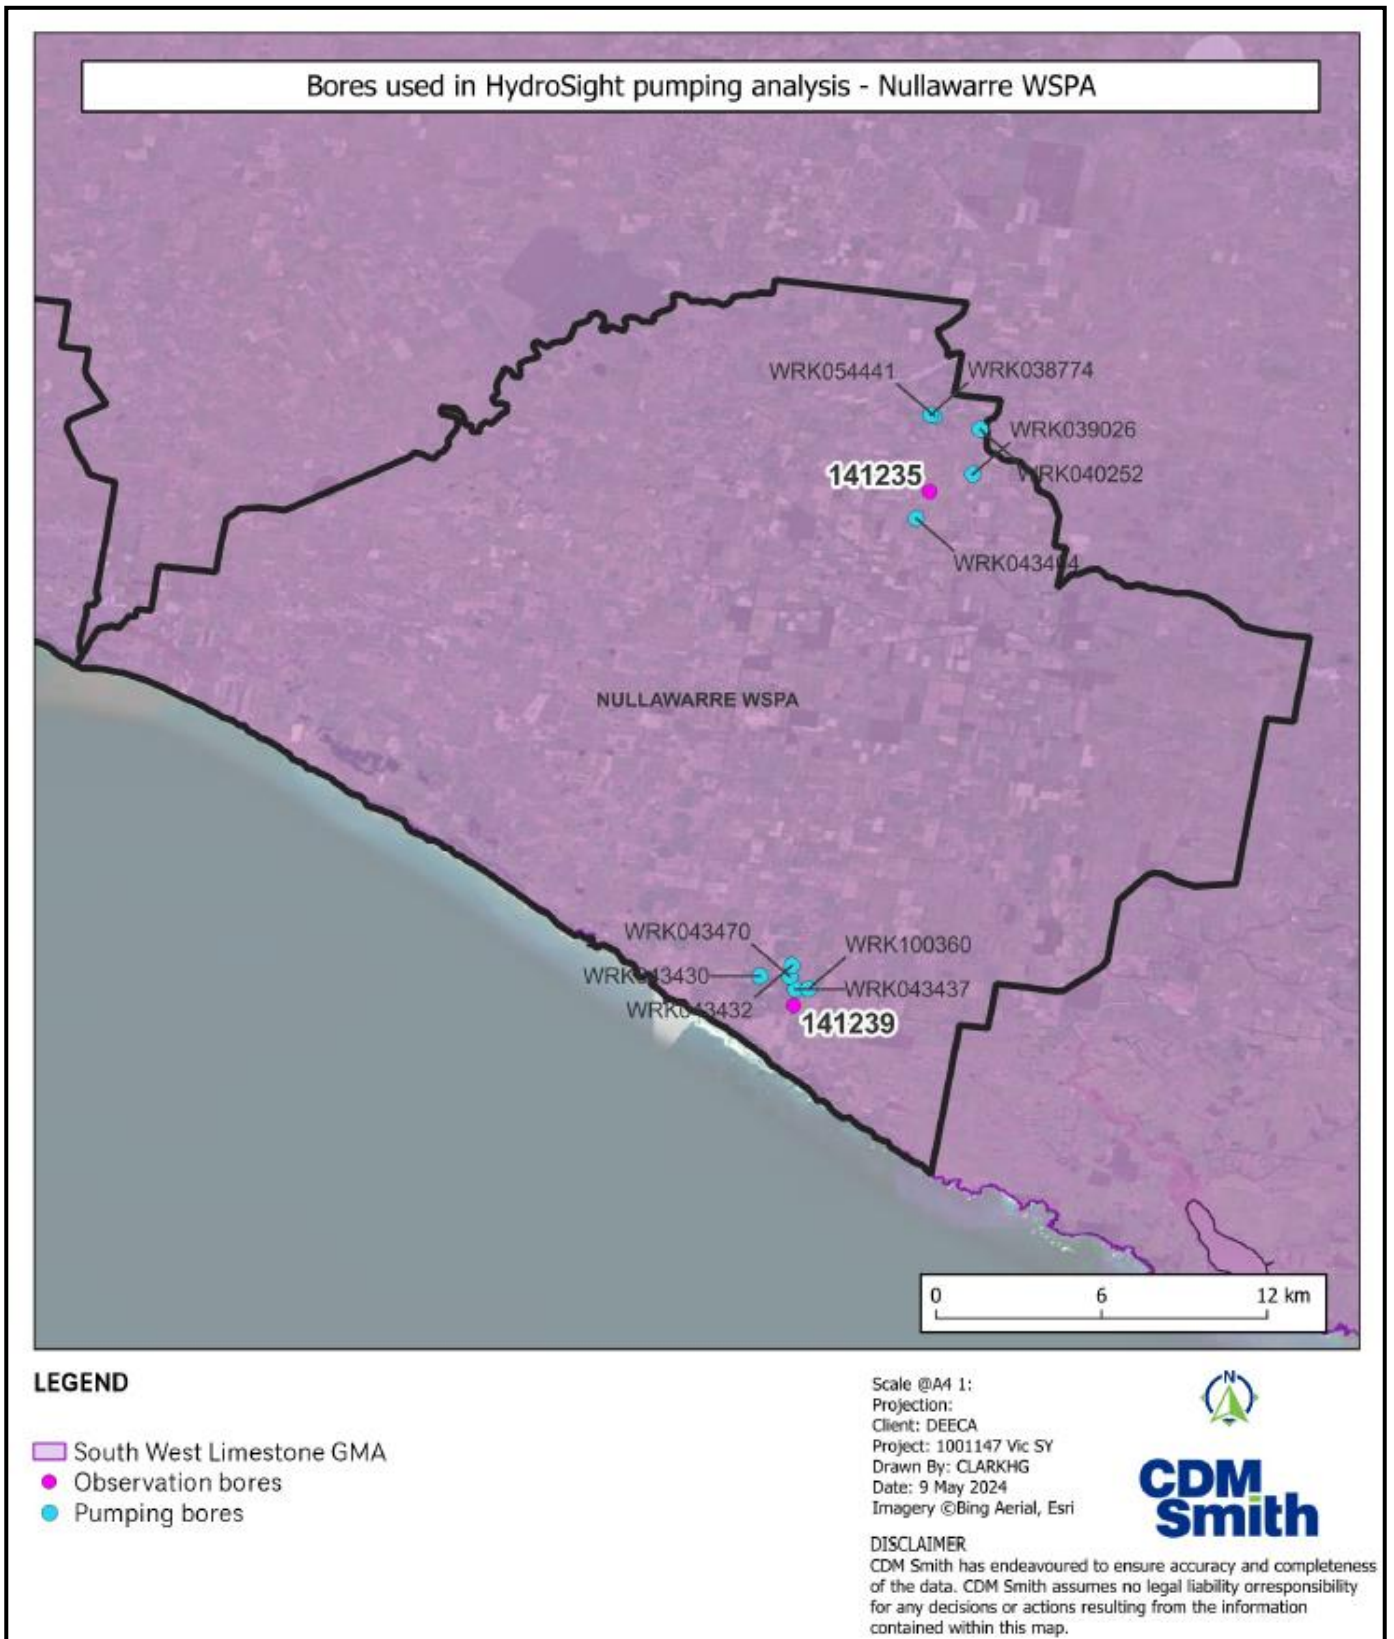 Bores used in HydroSight pumping analysis - Nullawarre WSPA
WRK054441
WRK038774
WRK039026
141235
WRK040252
WRK043464
NULLAWARRE WSPA
WRK043470
WRK100360
WRK043430
WRK043437
WRK043432
141239
0 6 12 km
LEGEND
South West Limestone GMA
Observation bores
Pumping bores
Scale @A4 1:
Projection:
Client: DEECA
Project: 1001147 Vic SY
Drawn By: CLARKHG
Date: 9 May 2024
Imagery ©Bing Aerial, Esri
N
CDM
Smith
DISCLAIMER
CDM Smith has endeavoured to ensure accuracy and completeness
of the data. CDM Smith assumes no legal liability orresponsibility
for any decisions or actions resulting from the information
contained within this map.